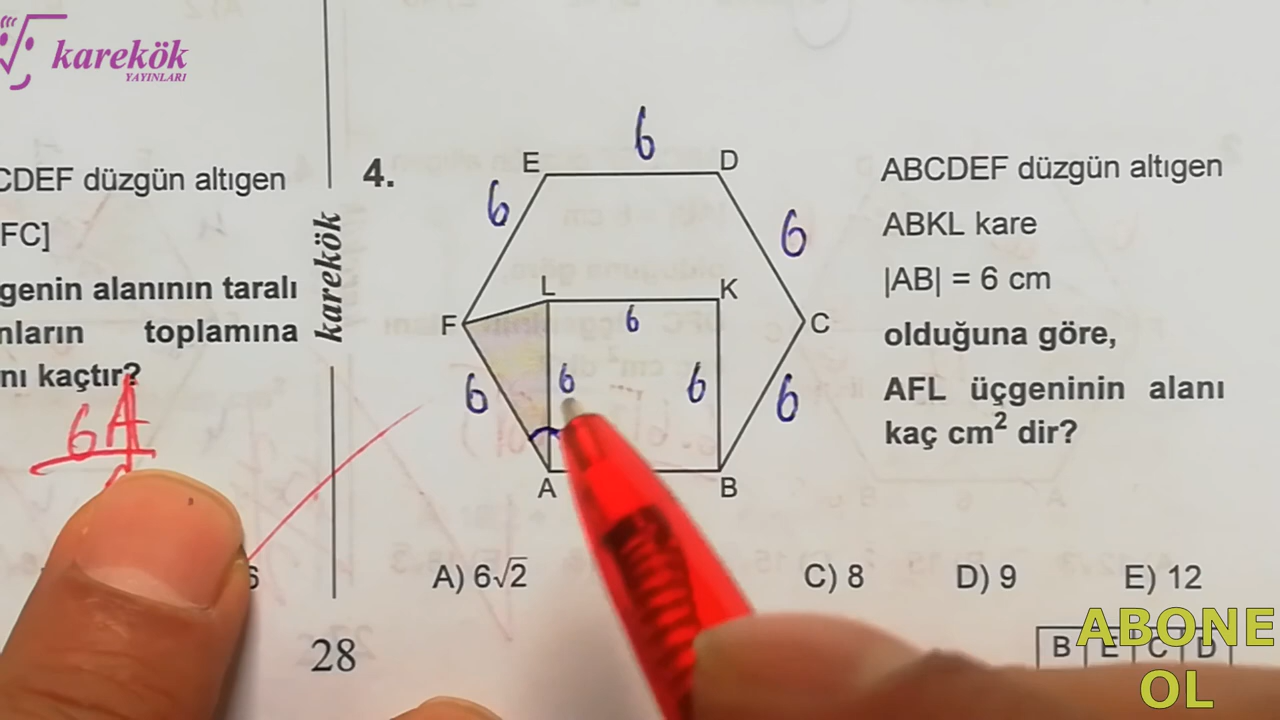 karekök
YAYINLARI
CDEF düzgün altıgen
FC]
genin alanının taralı
nların toplamına
nı kaçtır?
6A
karekök
28
4.
E
6
D
6
6
L
K
F
6
C
6
6
6
6
A
B
ABCDEF düzgün altıgen
ABKL kare
|AB| = 6 cm
olduğuna göre,
AFL üçgeninin alanı
kaç cm² dir?
A) 6√2
C) 8
D) 9
E) 12
B E C D
ABONE
OL